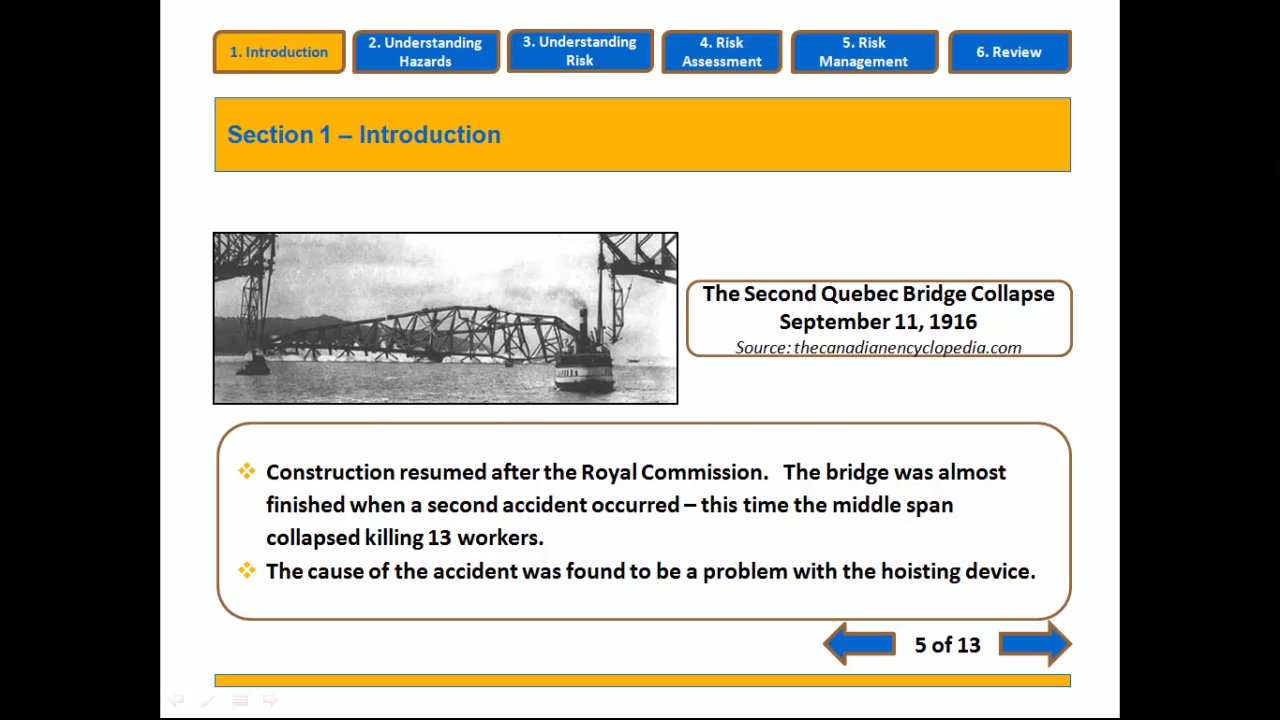 1. Introduction
2. Understanding
Hazards
3. Understanding
Risk
4. Risk
Assessment
5. Risk
Management
6. Review
Section 1 – Introduction
The Second Quebec Bridge Collapse
September 11, 1916
Source: thecanadianencyclopedia.com
❖ Construction resumed after the Royal Commission. The bridge was almost
finished when a second accident occurred – this time the middle span
collapsed killing 13 workers.
❖ The cause of the accident was found to be a problem with the hoisting device.
5 of 13